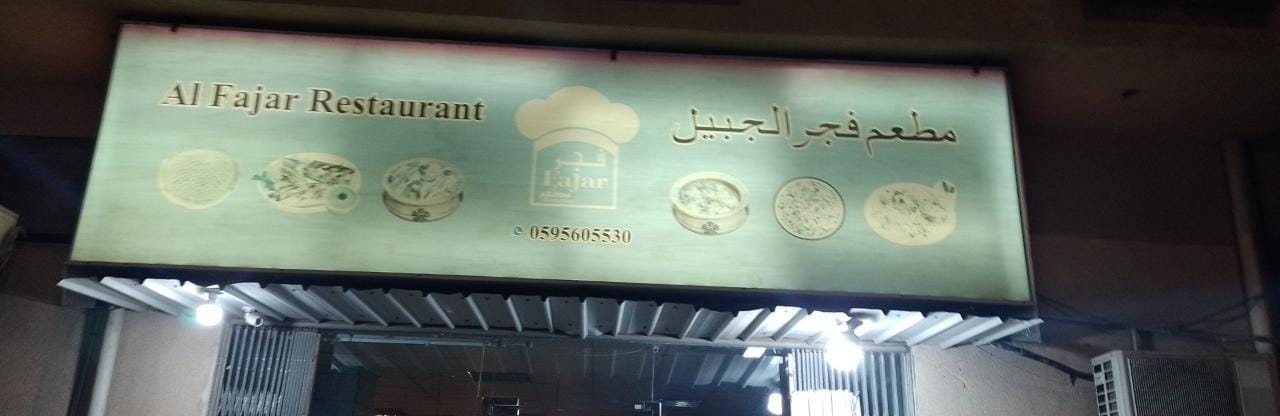 Al Fajar Restaurant
مطعم فجر الجبيل
فجر
Fajar
0595605530